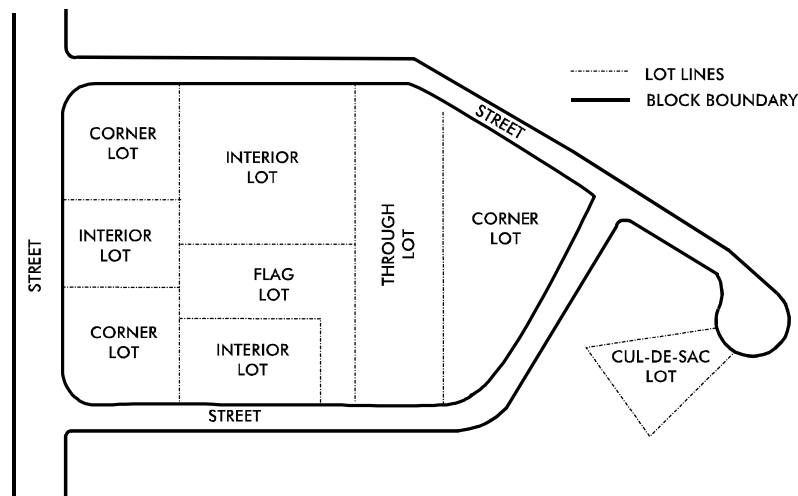 LOT LINES
BLOCK BOUNDARY
STREET
CORNER
LOT
INTERIOR
LOT
THROUGH
LOT
CORNER
LOT
STREET
INTERIOR
LOT
FLAG
LOT
CORNER
LOT
INTERIOR
LOT
CUL-DE-SAC
LOT
STREET